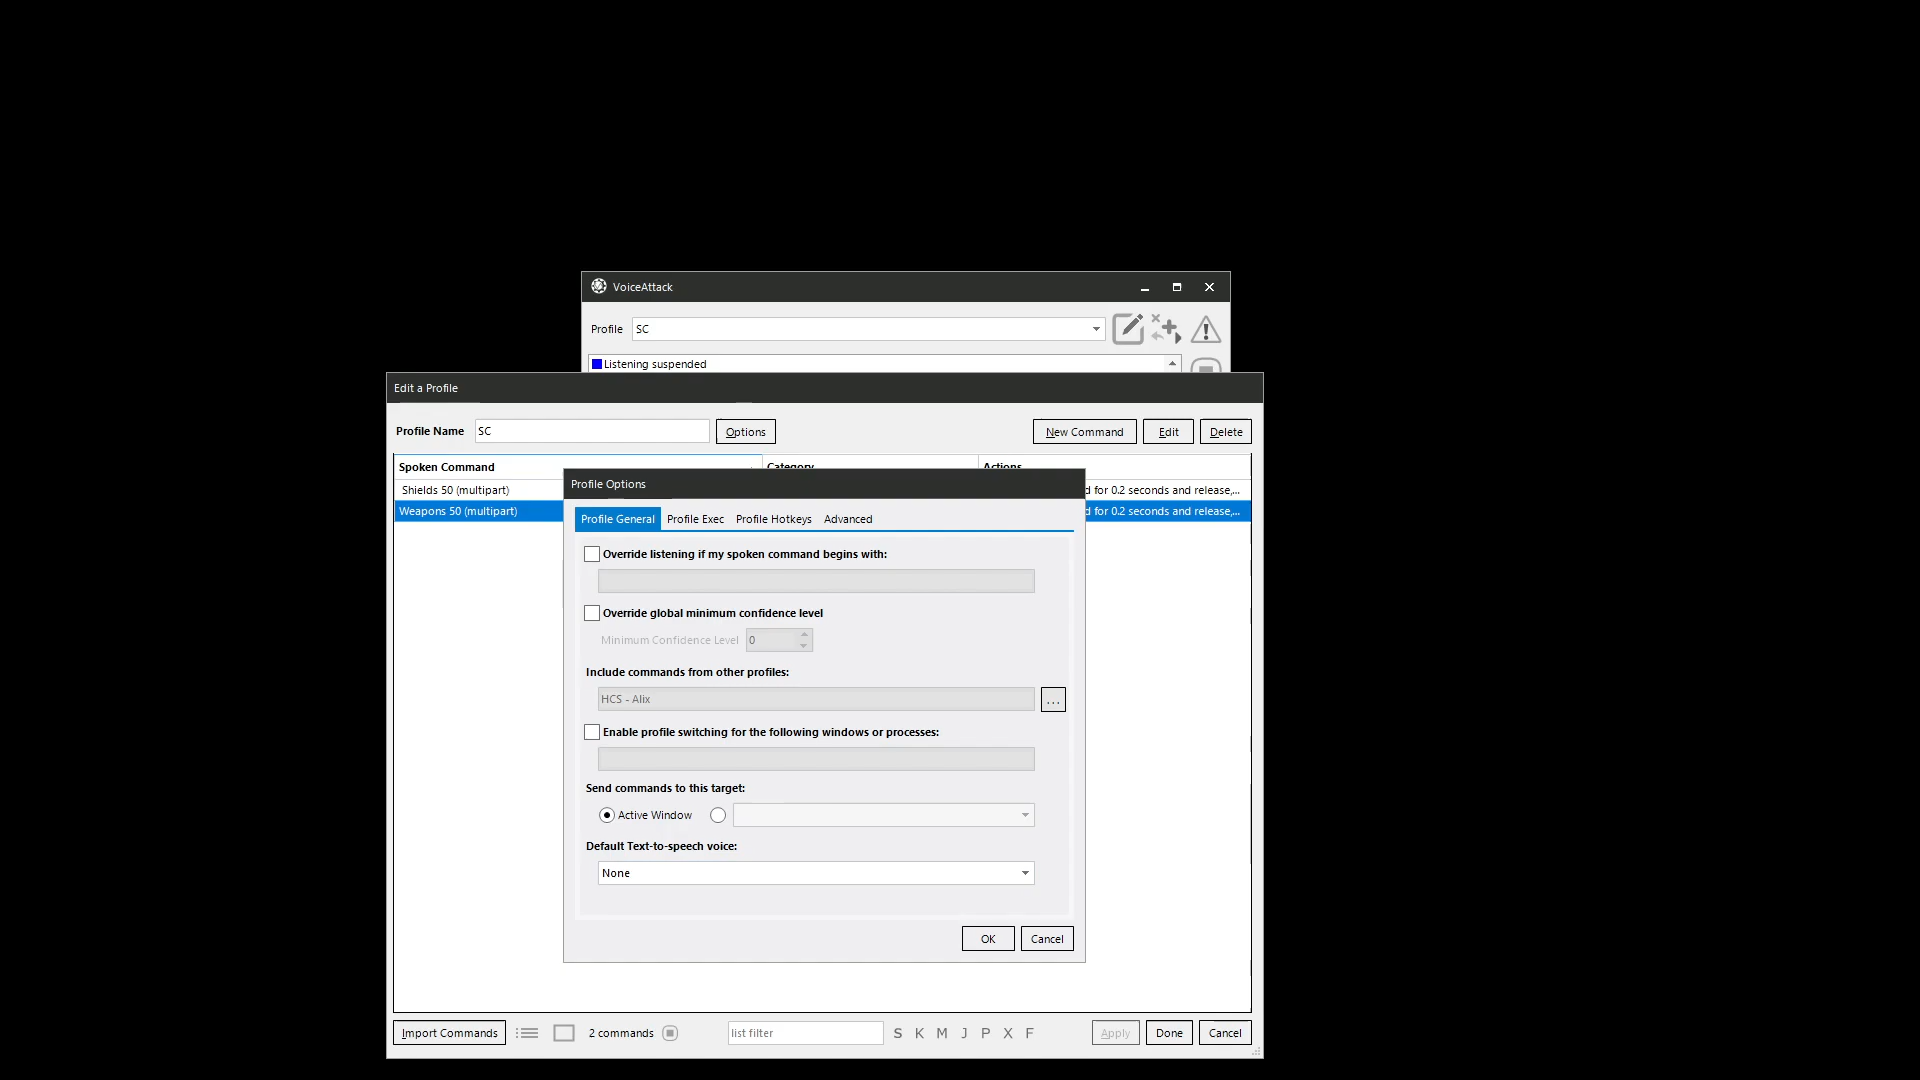 VoiceAttack
Profile SC
Listening suspended
Edit a Profile
Profile Name SC Options New Command Edit Delete
Spoken Command Category Actions
Shields 50 (multipart) d for 0.2 seconds and release,...
Weapons 50 (multipart) d for 0.2 seconds and release,...
Profile Options
Profile General Profile Exec Profile Hotkeys Advanced
Override listening if my spoken command begins with:
Override global minimum confidence level
Minimum Confidence Level 0
Include commands from other profiles:
HCS - Alix ...
Enable profile switching for the following windows or processes:
Send commands to this target:
Active Window
Default Text-to-speech voice:
None
OK Cancel
Import Commands 2 commands list filter S K M J P X F Apply Done Cancel